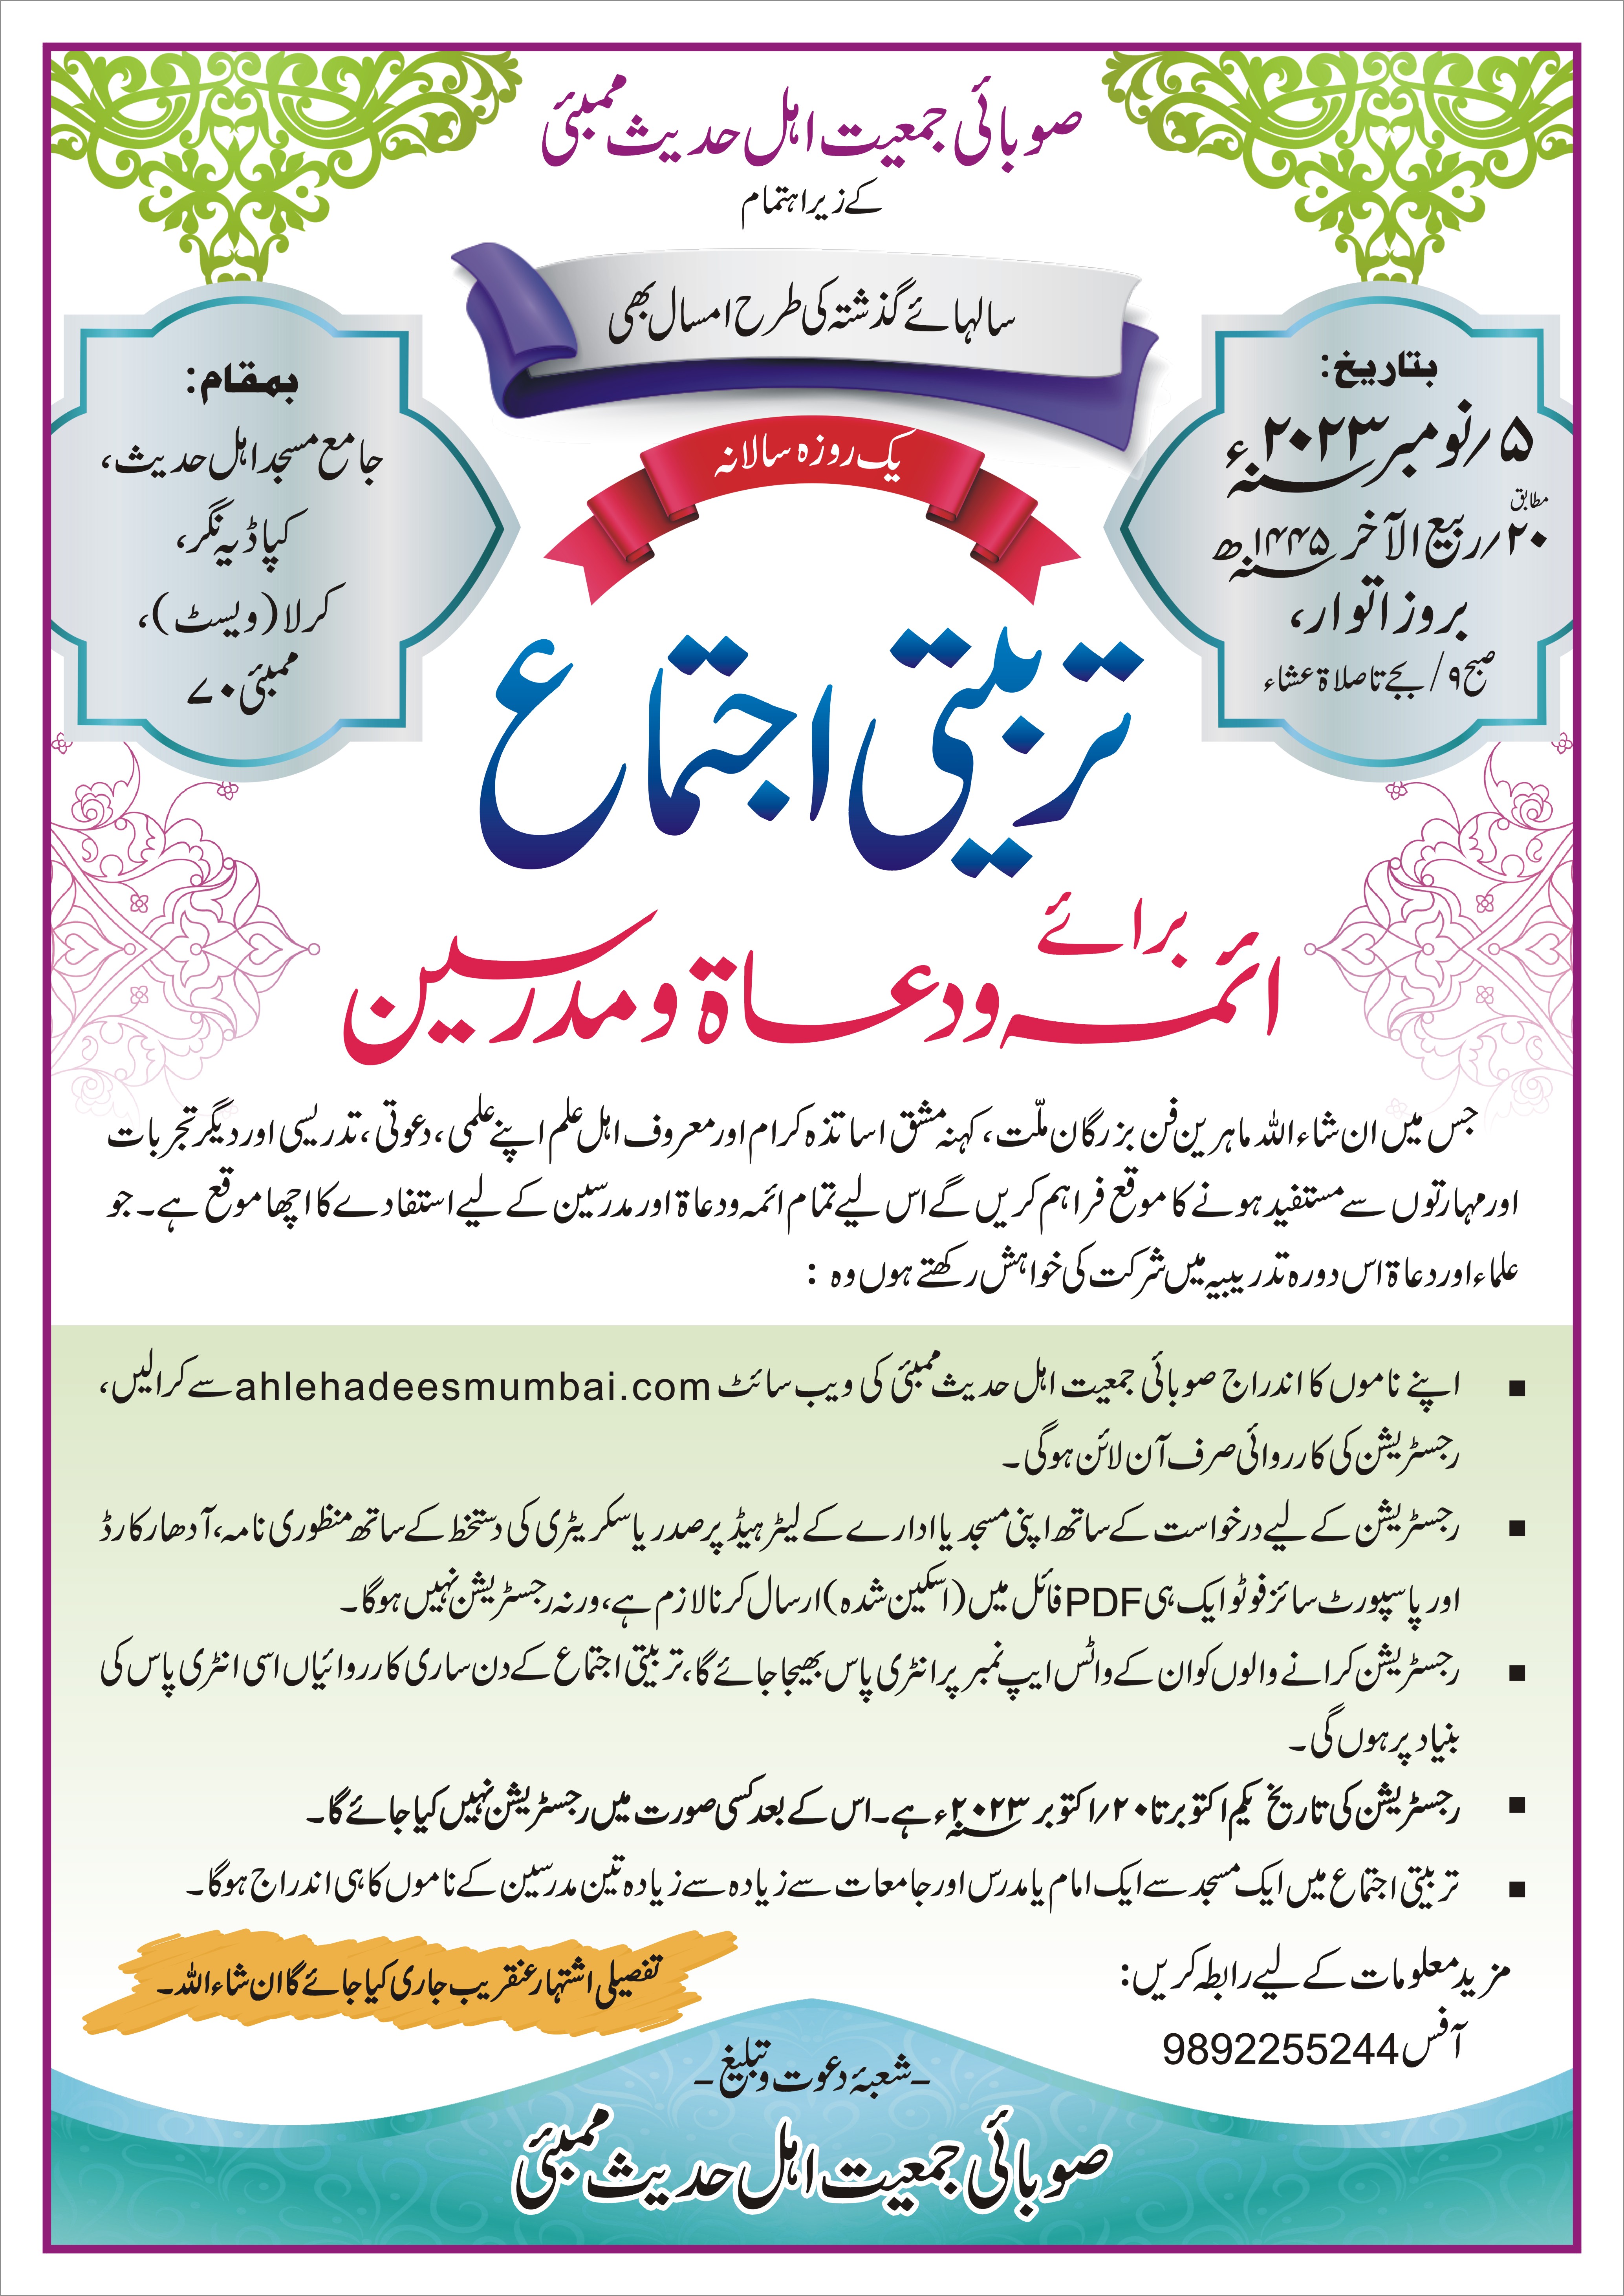 صوبائی جمعیت اہل حدیث ممبئی
کے زیر اہتمام
سالہائے گذشتہ کی طرح امسال بھی
بتاریخ:
۵/نومبر ۲۰۲۳ء
مطابق
۲۰/ربیع الآخر ۱۴۴۵ھ
بروز اتوار،
صبح ۹/بجے تا صلاۃ عشاء
بمقام:
جامع مسجد اہل حدیث،
کپاڈیہ نگر،
کرلا (ویسٹ)،
ممبئی ۷۰
یک روزہ سالانہ
تربیتی اجتماع
برائے
ائمہ ودعاۃ ومدرسین
جس میں ان شاء اللہ ماہرین فن بزرگان ملّت، کہنہ مشق اساتذہ کرام اور معروف اہل علم اپنے علمی، دعوتی، تدریسی اور دیگر تجربات
اور مہارتوں سے مستفید ہونے کا موقع فراہم کریں گے اس لیے تمام ائمہ ودعاۃ اور مدرسین کے لیے استفادے کا اچھا موقع ہے۔ جو
علماء اور دعاۃ اس دورہ تدریبیہ میں شرکت کی خواہش رکھتے ہوں وہ :
▪ اپنے ناموں کا اندراج صوبائی جمعیت اہل حدیث ممبئی کی ویب سائٹ ahlehadeesmumbai.com سے کرالیں،
رجسٹریشن کی کارروائی صرف آن لائن ہوگی۔
▪ رجسٹریشن کے لیے درخواست کے ساتھ اپنی مسجد یا ادارے کے لیٹر ہیڈ پر صدر یا سکریٹری کی دستخط کے ساتھ منظوری نامہ، آدھار کارڈ
اور پاسپورٹ سائز فوٹو ایک ہی PDF فائل میں (اسکین شدہ) ارسال کرنا لازم ہے، ورنہ رجسٹریشن نہیں ہوگا۔
▪ رجسٹریشن کرانے والوں کو ان کے واٹس ایپ نمبر پر انٹری پاس بھیجا جائے گا، تربیتی اجتماع کے دن ساری کارروائیاں اسی انٹری پاس کی
بنیاد پر ہوں گی۔
▪ رجسٹریشن کی تاریخ یکم اکتوبر تا ۲۰/اکتوبر ۲۰۲۳ء ہے۔ اس کے بعد کسی صورت میں رجسٹریشن نہیں کیا جائے گا۔
▪ تربیتی اجتماع میں ایک مسجد سے ایک امام یا مدرس اور جامعات سے زیادہ سے زیادہ تین مدرسین کے ناموں کا ہی اندراج ہوگا۔
مزید معلومات کے لیے رابطہ کریں:
آفس 9892255244
تفصیلی اشتہار عنقریب جاری کیا جائے گا ان شاء اللہ۔
-شعبۂ دعوت وتبلیغ-
صوبائی جمعیت اہل حدیث ممبئی